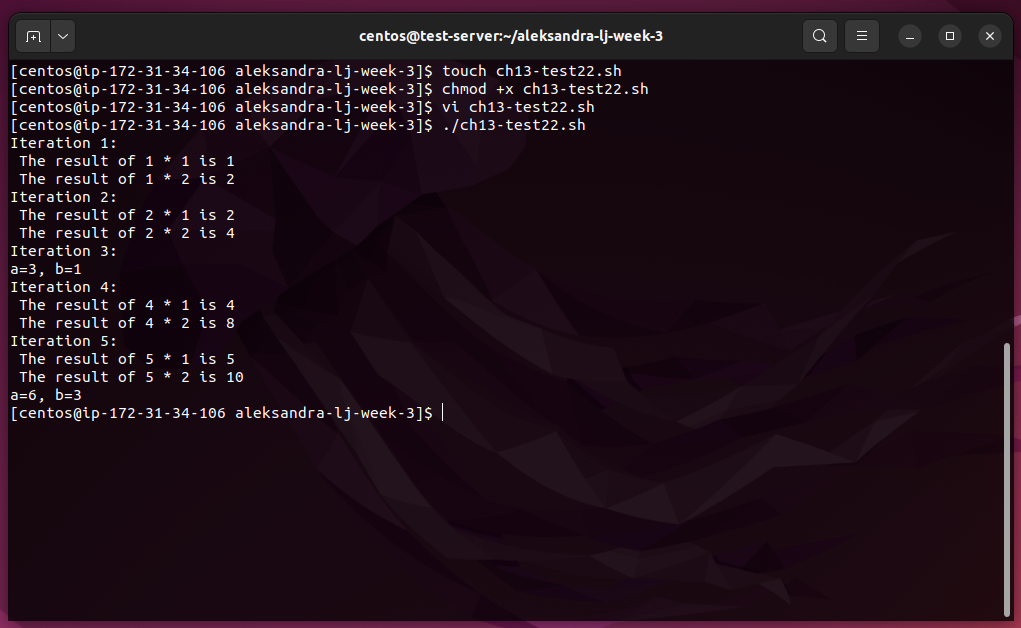 centos@test-server:~/aleksandra-lj-week-3
[centos@ip-172-31-34-106 aleksandra-lj-week-3]$ touch ch13-test22.sh
[centos@ip-172-31-34-106 aleksandra-lj-week-3]$ chmod +x ch13-test22.sh
[centos@ip-172-31-34-106 aleksandra-lj-week-3]$ vi ch13-test22.sh
[centos@ip-172-31-34-106 aleksandra-lj-week-3]$ ./ch13-test22.sh
Iteration 1:
 The result of 1 * 1 is 1
 The result of 1 * 2 is 2
Iteration 2:
 The result of 2 * 1 is 2
 The result of 2 * 2 is 4
Iteration 3:
a=3, b=1
Iteration 4:
 The result of 4 * 1 is 4
 The result of 4 * 2 is 8
Iteration 5:
 The result of 5 * 1 is 5
 The result of 5 * 2 is 10
a=6, b=3
[centos@ip-172-31-34-106 aleksandra-lj-week-3]$